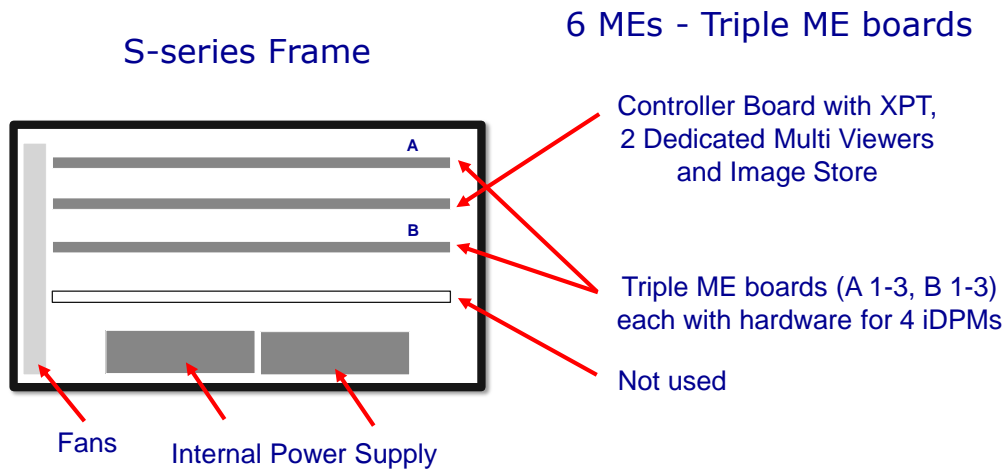 S-series Frame
6 MEs - Triple ME boards
Controller Board with XPT,
2 Dedicated Multi Viewers
and Image Store
A
B
Triple ME boards (A 1-3, B 1-3)
each with hardware for 4 iDPMs
Not used
Fans
Internal Power Supply